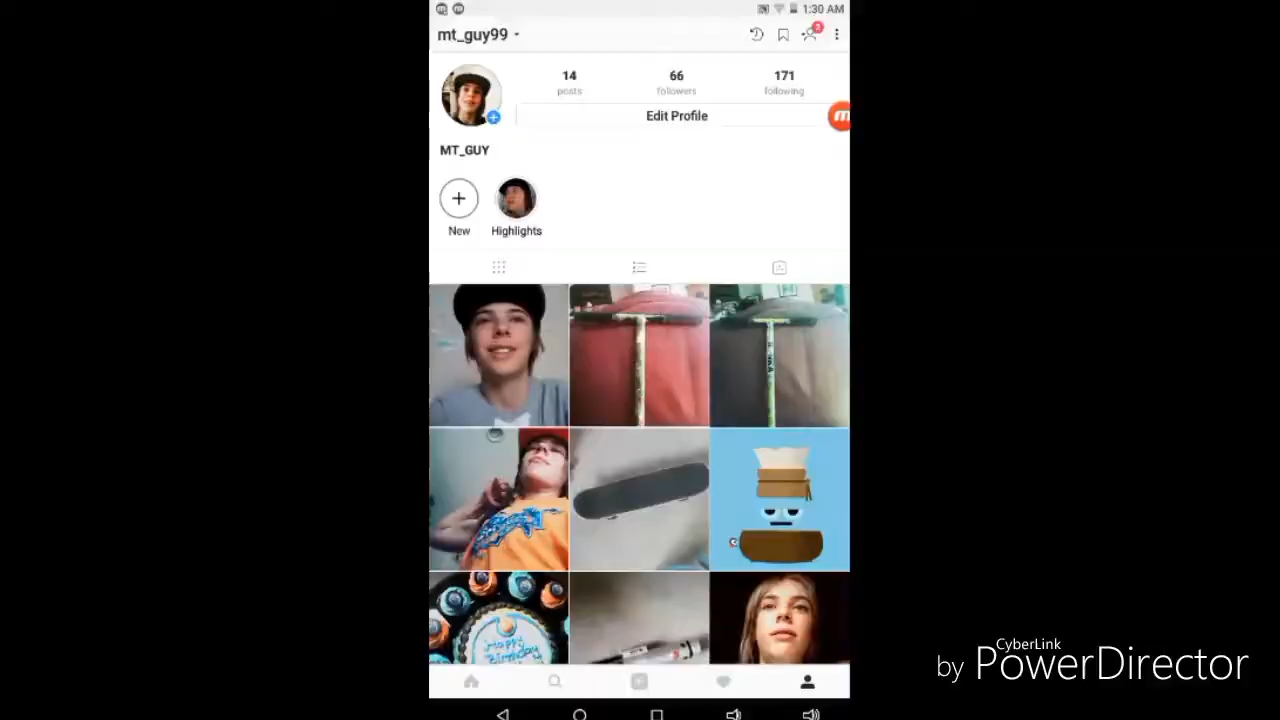 1:30 AM
mt_guy99
2
14
66
171
posts
followers
following
Edit Profile
m
MT_GUY
New
Highlights
Happy
Birthday
CyberLink
by PowerDirector